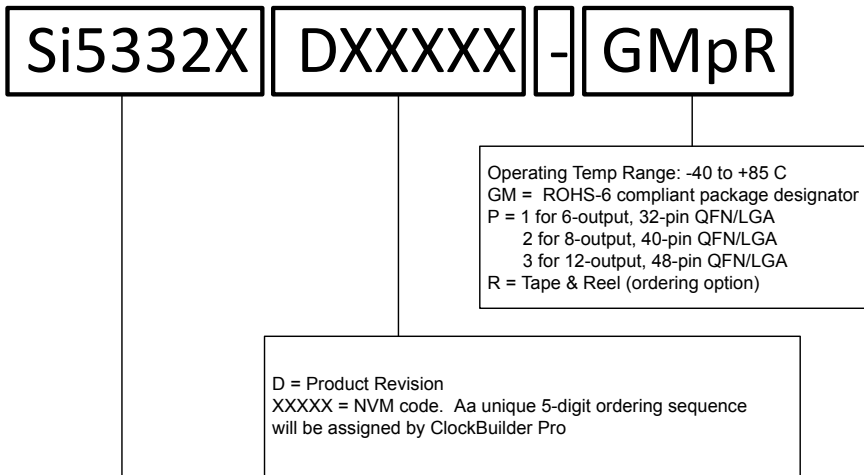 Si5332X DXXXXX - GMpR
Operating Temp Range: -40 to +85 C
GM = ROHS-6 compliant package designator
P = 1 for 6-output, 32-pin QFN/LGA
2 for 8-output, 40-pin QFN/LGA
3 for 12-output, 48-pin QFN/LGA
R = Tape & Reel (ordering option)
D = Product Revision
XXXXX = NVM code. Aa unique 5-digit ordering sequence
will be assigned by ClockBuilder Pro